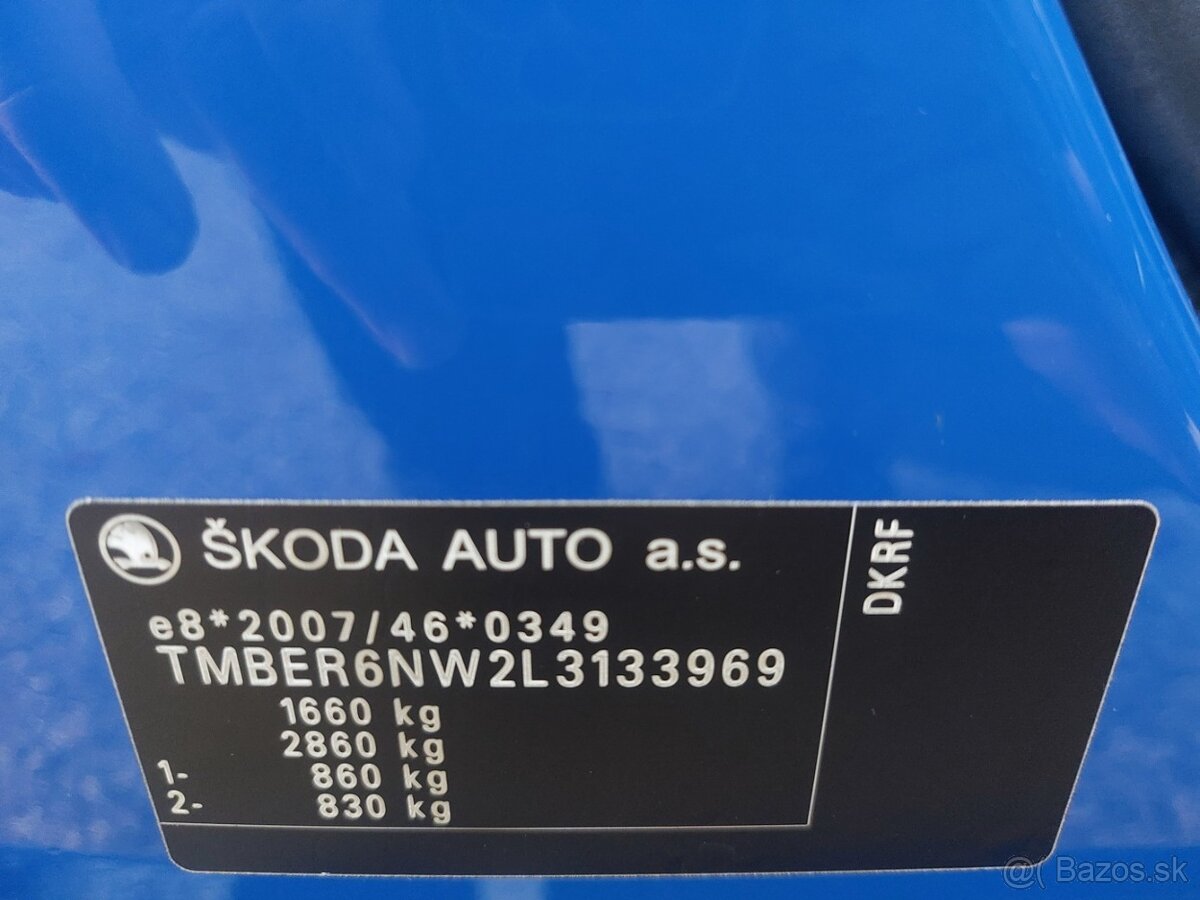 ŠKODA AUTO a.s.
e8*2007/46*0349
TMBER6NW2L3133969
1660 kg
2860 kg
1- 860 kg
2- 830 kg
DKRF
@( Bazos.sk